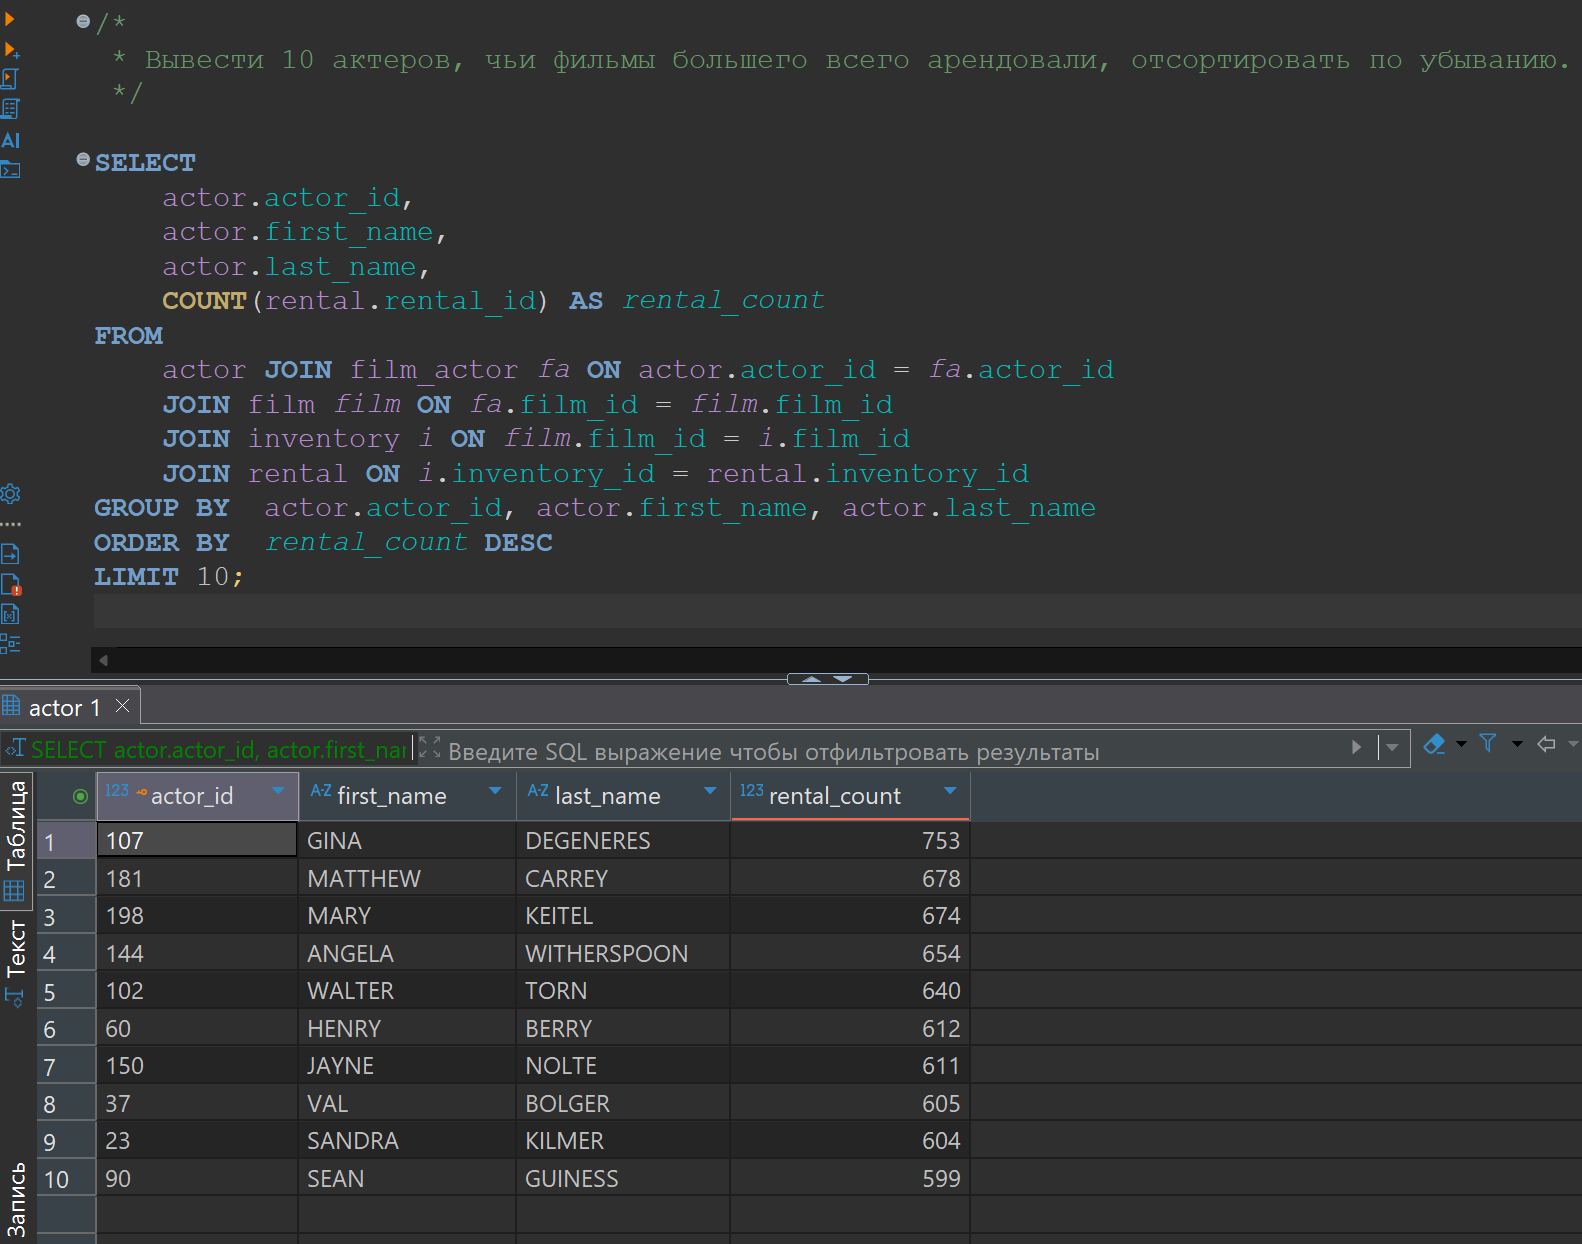 /*
* Вывести 10 актеров, чьи фильмы большего всего арендовали, отсортировать по убыванию.
*/
AI
SELECT
actor.actor_id,
actor.first_name,
actor.last_name,
COUNT(rental.rental_id) AS rental_count
FROM
actor JOIN film_actor fa ON actor.actor_id = fa.actor_id
JOIN film film ON fa.film_id = film.film_id
JOIN inventory i ON film.film_id = i.film_id
JOIN rental ON i.inventory_id = rental.inventory_id
GROUP BY actor.actor_id, actor.first_name, actor.last_name
ORDER BY rental_count DESC
LIMIT 10;
actor 1
SELECT actor.actor_id, actor.first_nar Введите SQL выражение чтобы отфильтровать результаты
Таблица
Текст
Запись
123 actor_id A-Z first_name A-Z last_name 123 rental_count
1 107 GINA DEGENERES 753
2 181 MATTHEW CARREY 678
3 198 MARY KEITEL 674
4 144 ANGELA WITHERSPOON 654
5 102 WALTER TORN 640
6 60 HENRY BERRY 612
7 150 JAYNE NOLTE 611
8 37 VAL BOLGER 605
9 23 SANDRA KILMER 604
10 90 SEAN GUINESS 599